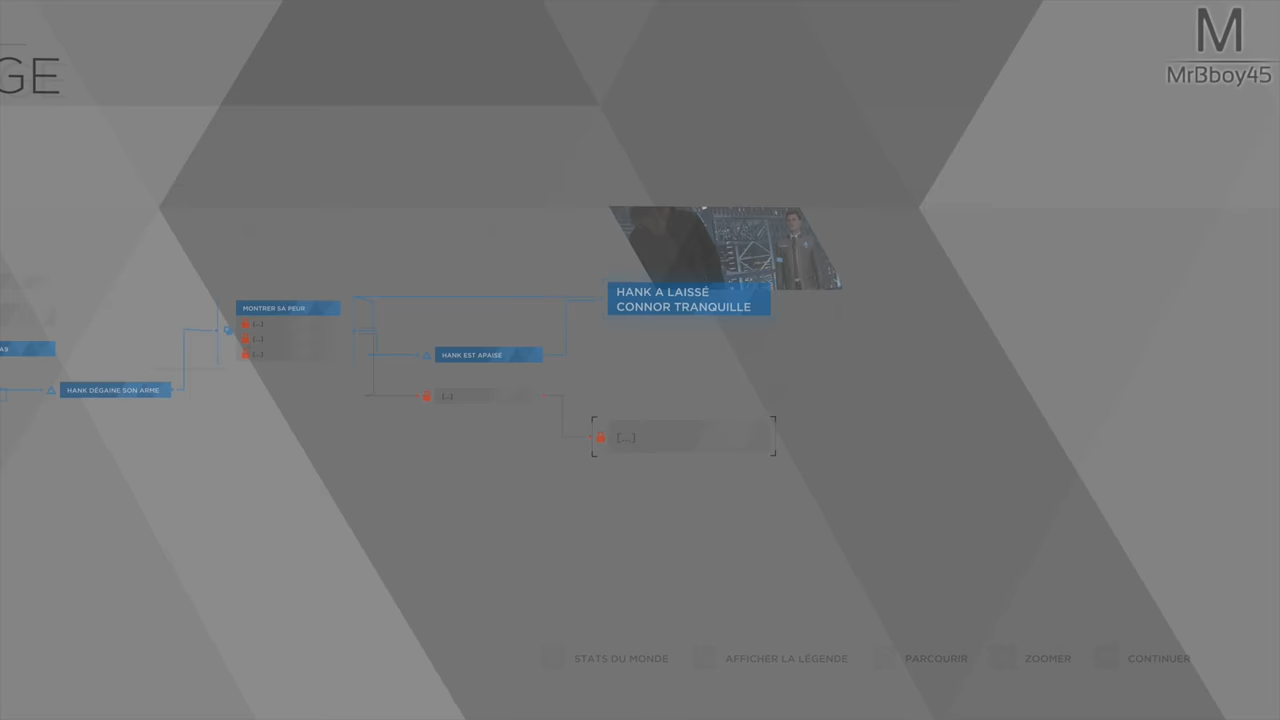 M
MrBboy45
GE
HANK A LAISSÉ
CONNOR TRANQUILLE
MONTRER SA PEUR
[...]
[...]
[...]
A9
HANK EST APAISÉ
HANK DÉGAINE SON ARME
[...]
[...]
STATS DU MONDE
AFFICHER LA LÉGENDE
PARCOURIR
ZOOMER
CONTINUER